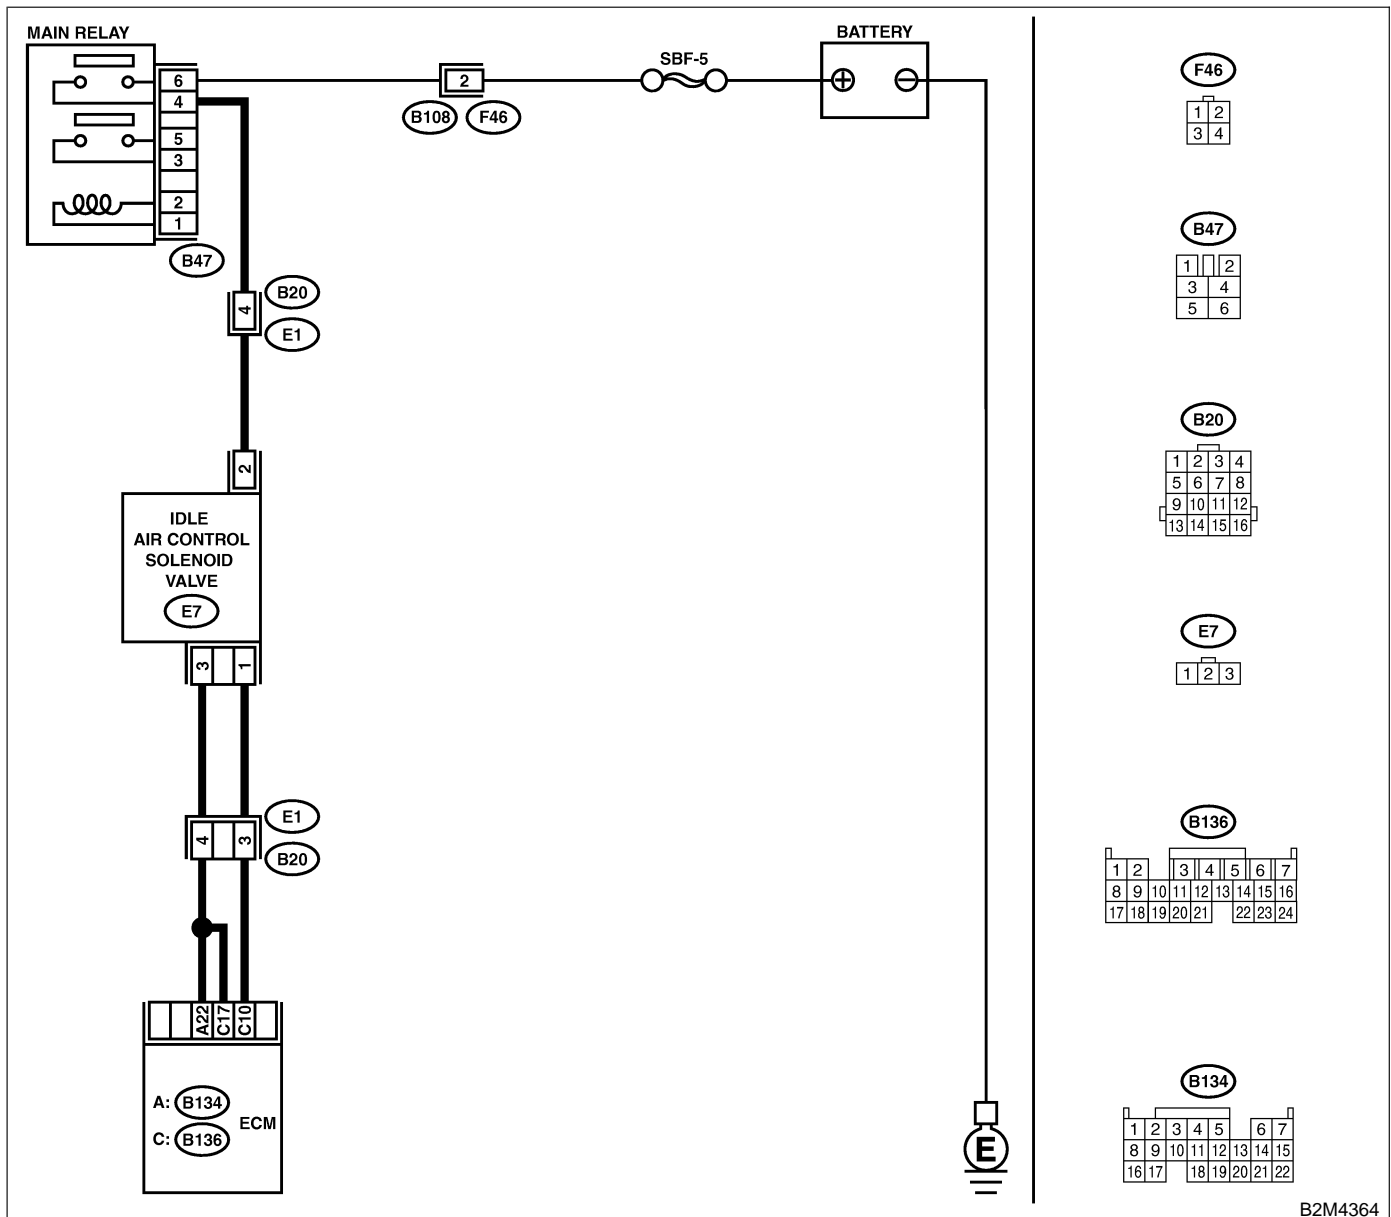 MAIN RELAY
6
4
5
3
2
1
B47
2
B108 F46
SBF-5
BATTERY
+ −
4
B20
E1
2
IDLE
AIR CONTROL
SOLENOID
VALVE
E7
3 1
E1
4 3
B20
A22 C17 C10
A: B134
ECM
C: B136
E
F46
1 2
3 4
B47
1 2
3 4
5 6
B20
1 2 3 4
5 6 7 8
9 10 11 12
13 14 15 16
E7
1 2 3
B136
1 2 3 4 5 6 7
8 9 10 11 12 13 14 15 16
17 18 19 20 21 22 23 24
B134
1 2 3 4 5 6 7
8 9 10 11 12 13 14 15
16 17 18 19 20 21 22
B2M4364